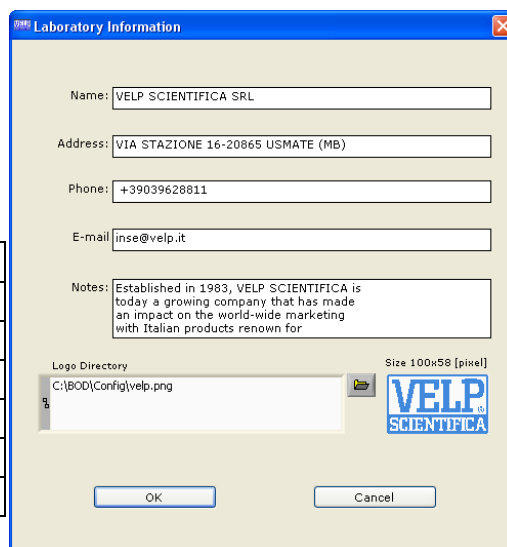 VELP Laboratory Information
Name: VELP SCIENTIFICA SRL
Address: VIA STAZIONE 16-20865 USMATE (MB)
Phone: +39039628811
E-mail inse@velp.it
Notes: Established in 1983, VELP SCIENTIFICA is
today a growing company that has made
an impact on the world-wide marketing
with Italian products renown for
Logo Directory
Size 100x58 [pixel]
C:\BOD\Config\velp.png
VELP®
SCIENTIFICA
OK Cancel